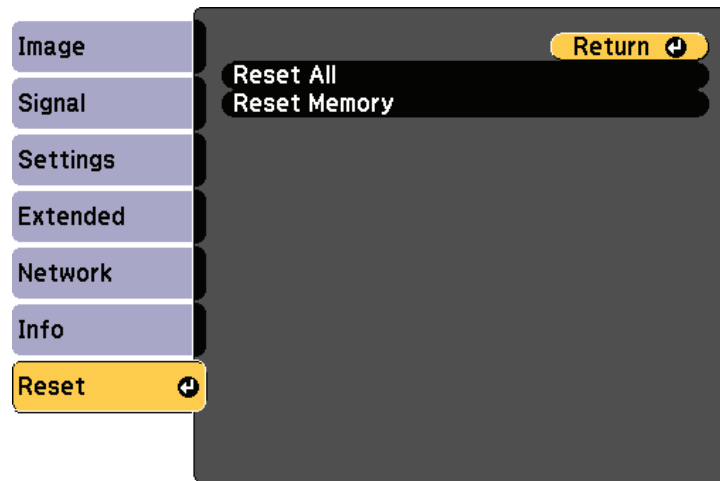 Image
Signal
Settings
Extended
Network
Info
Reset
Return
Reset All
Reset Memory